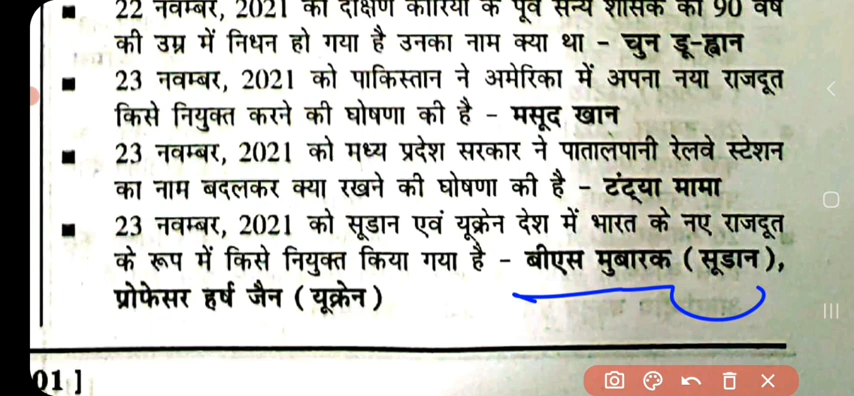 22 नवम्बर, 2021 को दक्षिण कोरिया के पूर्व सैन्य शासक का 90 वर्ष
की उम्र में निधन हो गया है उनका नाम क्या था - चुन डू-ह्वान
23 नवम्बर, 2021 को पाकिस्तान ने अमेरिका में अपना नया राजदूत
किसे नियुक्त करने की घोषणा की है - मसूद खान
23 नवम्बर, 2021 को मध्य प्रदेश सरकार ने पातालपानी रेलवे स्टेशन
का नाम बदलकर क्या रखने की घोषणा की है - टंट्या मामा
23 नवम्बर, 2021 को सूडान एवं यूक्रेन देश में भारत के नए राजदूत
के रूप में किसे नियुक्त किया गया है - बीएस मुबारक (सूडान),
प्रोफेसर हर्ष जैन (यूक्रेन)
01]